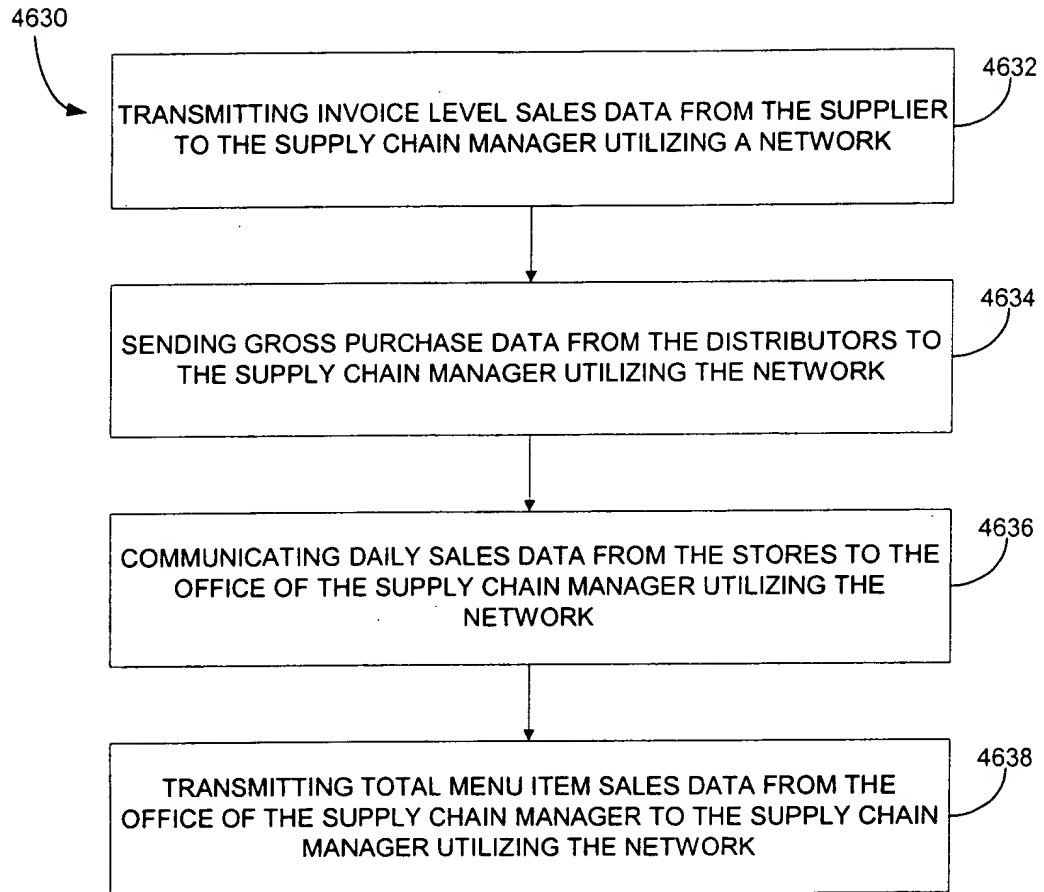 4630
4632
TRANSMITTING INVOICE LEVEL SALES DATA FROM THE SUPPLIER
TO THE SUPPLY CHAIN MANAGER UTILIZING A NETWORK
4634
SENDING GROSS PURCHASE DATA FROM THE DISTRIBUTORS TO
THE SUPPLY CHAIN MANAGER UTILIZING THE NETWORK
4636
COMMUNICATING DAILY SALES DATA FROM THE STORES TO THE
OFFICE OF THE SUPPLY CHAIN MANAGER UTILIZING THE
NETWORK
4638
TRANSMITTING TOTAL MENU ITEM SALES DATA FROM THE
OFFICE OF THE SUPPLY CHAIN MANAGER TO THE SUPPLY CHAIN
MANAGER UTILIZING THE NETWORK